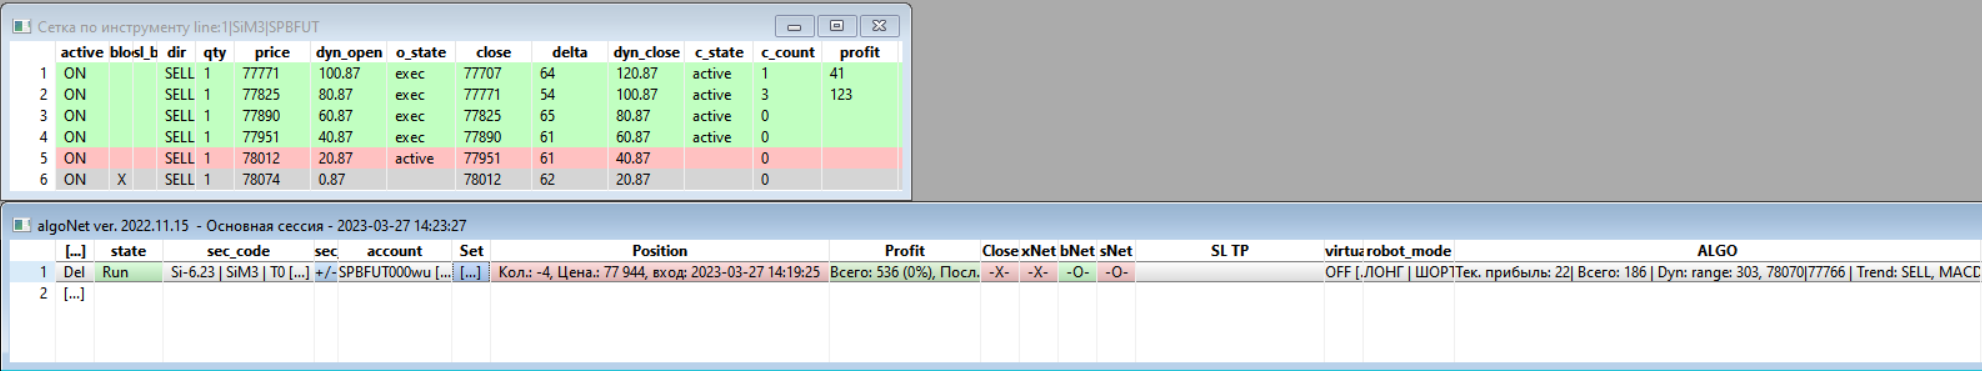 Сетка по инструменту line:1|SiM3|SPBFUT
active blo sl_b dir qty price dyn_open o_state close delta dyn_close c_state c_count profit
1 ON SELL 1 77771 100.87 exec 77707 64 120.87 active 1 41
2 ON SELL 1 77825 80.87 exec 77771 54 100.87 active 3 123
3 ON SELL 1 77890 60.87 exec 77825 65 80.87 active 0
4 ON SELL 1 77951 40.87 exec 77890 61 60.87 active 0
5 ON SELL 1 78012 20.87 active 77951 61 40.87 0
6 ON X SELL 1 78074 0.87 78012 62 20.87 0
algoNet ver. 2022.11.15 - Основная сессия - 2023-03-27 14:23:27
[...] state sec_code sec_ account Set Position Profit Close xNet bNet sNet SL TP virtua robot_mode ALGO
1 Del Run Si-6.23 | SiM3 | T0 [...] +/- SPBFUT000wu [... [...] Кол.: -4, Цена.: 77 944, вход: 2023-03-27 14:19:25 Всего: 536 (0%), Посл. -X- -X- -O- -O- OFF [. ЛОНГ | ШОРТ Тек. прибыль: 22| Всего: 186 | Dyn: range: 303, 78070|77766 | Trend: SELL, MACD
2 [...]